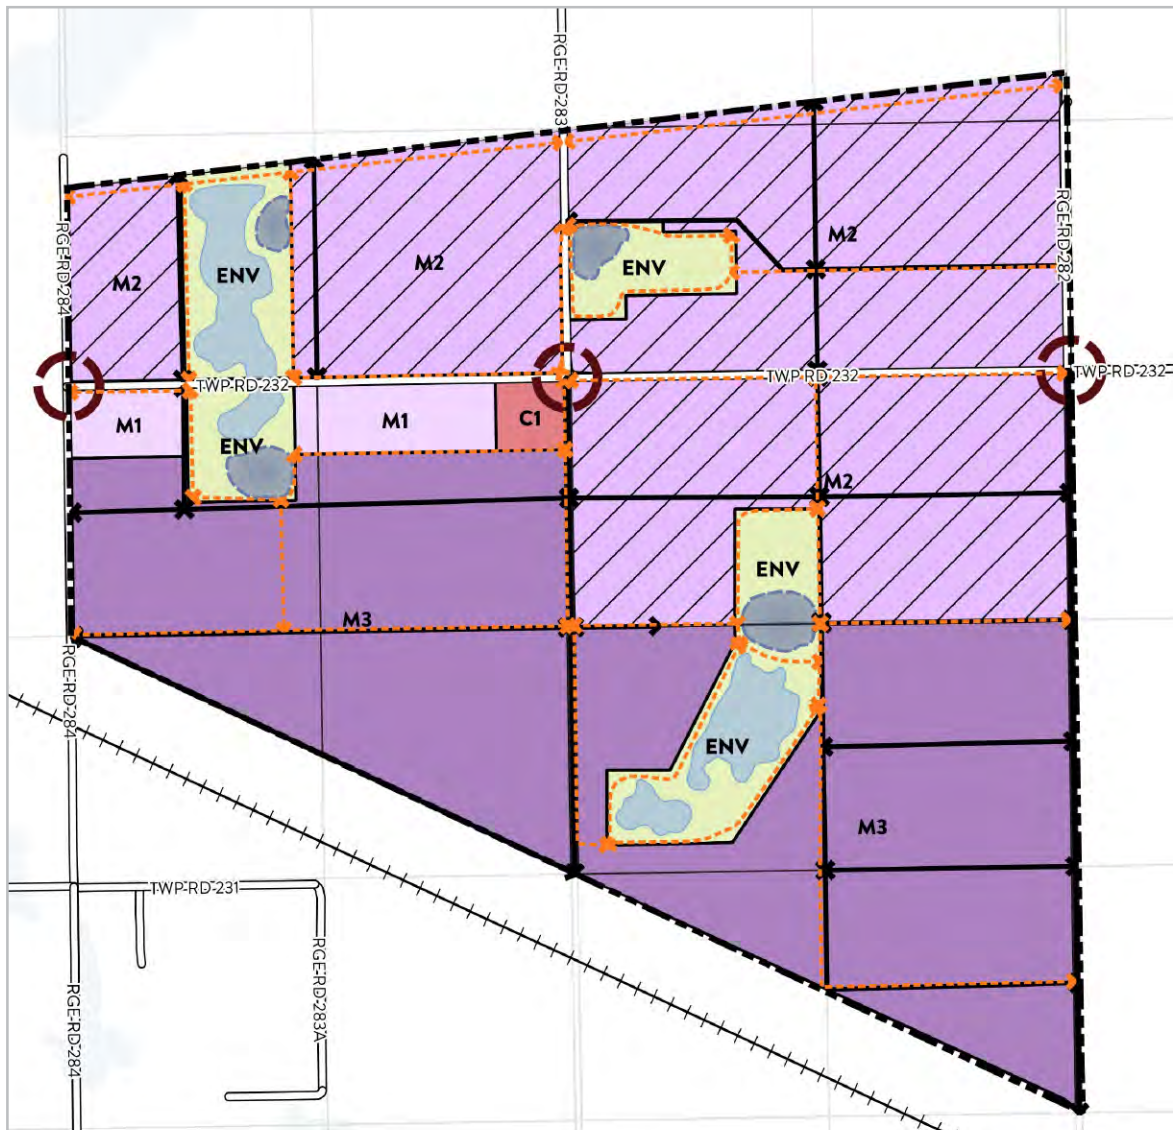 RGE-RD-283
RGE-RD-284
RGE-RD-282
M2
ENV
M2
ENV
M2
TWP RD 232
TWP RD 232
TWP RD 232
M1
ENV
M1
C1
M2
ENV
M3
RGE-RD-284
ENV
M3
TWP-RD-231
RGE-RD-283A
RGE-RD-284